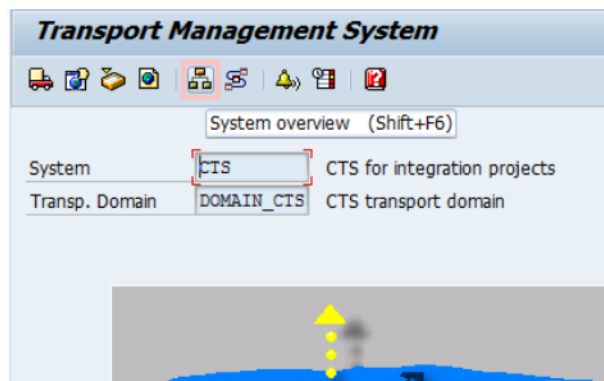 Transport Management System
System overview (Shift+F6)
System CTS CTS for integration projects
Transp. Domain DOMAIN_CTS CTS transport domain